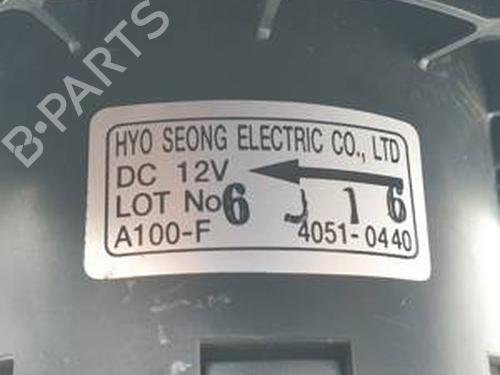 B-PARTS
HYO SEONG ELECTRIC CO., LTD
DC 12V
LOT No 6 J 1 6
A100-F 4051-0440